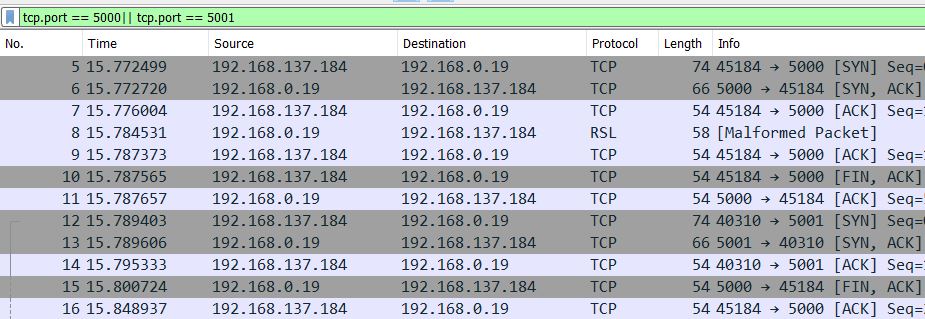 tcp.port == 5000|| tcp.port == 5001
No. Time Source Destination Protocol Length Info
5 15.772499 192.168.137.184 192.168.0.19 TCP 74 45184 → 5000 [SYN] Seq=
6 15.772720 192.168.0.19 192.168.137.184 TCP 66 5000 → 45184 [SYN, ACK]
7 15.776004 192.168.137.184 192.168.0.19 TCP 54 45184 → 5000 [ACK] Seq=
8 15.784531 192.168.0.19 192.168.137.184 RSL 58 [Malformed Packet]
9 15.787373 192.168.137.184 192.168.0.19 TCP 54 45184 → 5000 [ACK] Seq=
10 15.787565 192.168.137.184 192.168.0.19 TCP 54 45184 → 5000 [FIN, ACK]
11 15.787657 192.168.0.19 192.168.137.184 TCP 54 5000 → 45184 [ACK] Seq=
12 15.789403 192.168.137.184 192.168.0.19 TCP 74 40310 → 5001 [SYN] Seq=
13 15.789606 192.168.0.19 192.168.137.184 TCP 66 5001 → 40310 [SYN, ACK]
14 15.795333 192.168.137.184 192.168.0.19 TCP 54 40310 → 5001 [ACK] Seq=
15 15.800724 192.168.0.19 192.168.137.184 TCP 54 5000 → 45184 [FIN, ACK]
16 15.848937 192.168.137.184 192.168.0.19 TCP 54 45184 → 5000 [ACK] Seq=